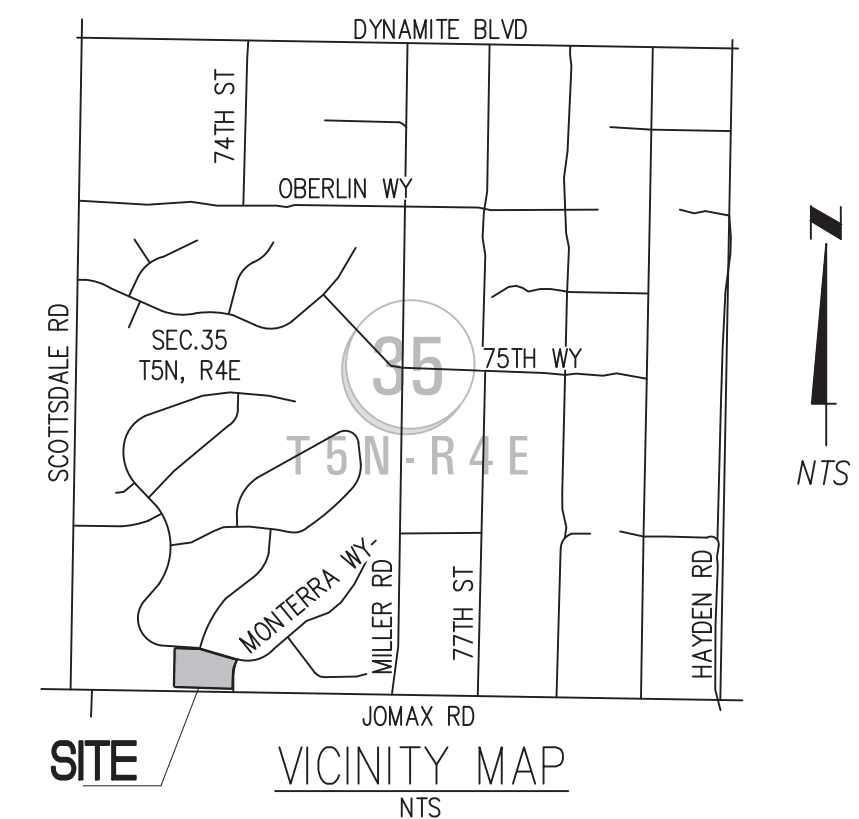 DYNAMITE BLVD
74TH ST
OBERLIN WY
N
SCOTTSDALE RD
SEC.35
T5N, R4E
35
75TH WY
T5N-R4E
NTS
MONTERRA WY
MILLER RD
77TH ST
HAYDEN RD
JOMAX RD
SITE
VICINITY MAP
NTS